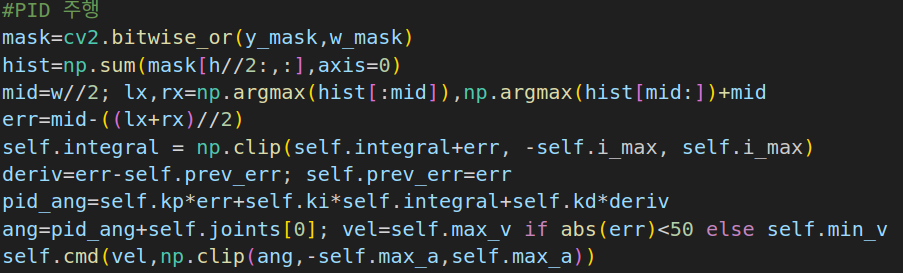 #PID 주행
mask=cv2.bitwise_or(y_mask,w_mask)
hist=np.sum(mask[h//2:,:],axis=0)
mid=w//2; lx,rx=np.argmax(hist[:mid]),np.argmax(hist[mid:])+mid
err=mid-((lx+rx)//2)
self.integral = np.clip(self.integral+err, -self.i_max, self.i_max)
deriv=err-self.prev_err; self.prev_err=err
pid_ang=self.kp*err+self.ki*self.integral+self.kd*deriv
ang=pid_ang+self.joints[0]; vel=self.max_v if abs(err)<50 else self.min_v
self.cmd(vel,np.clip(ang,-self.max_a,self.max_a))